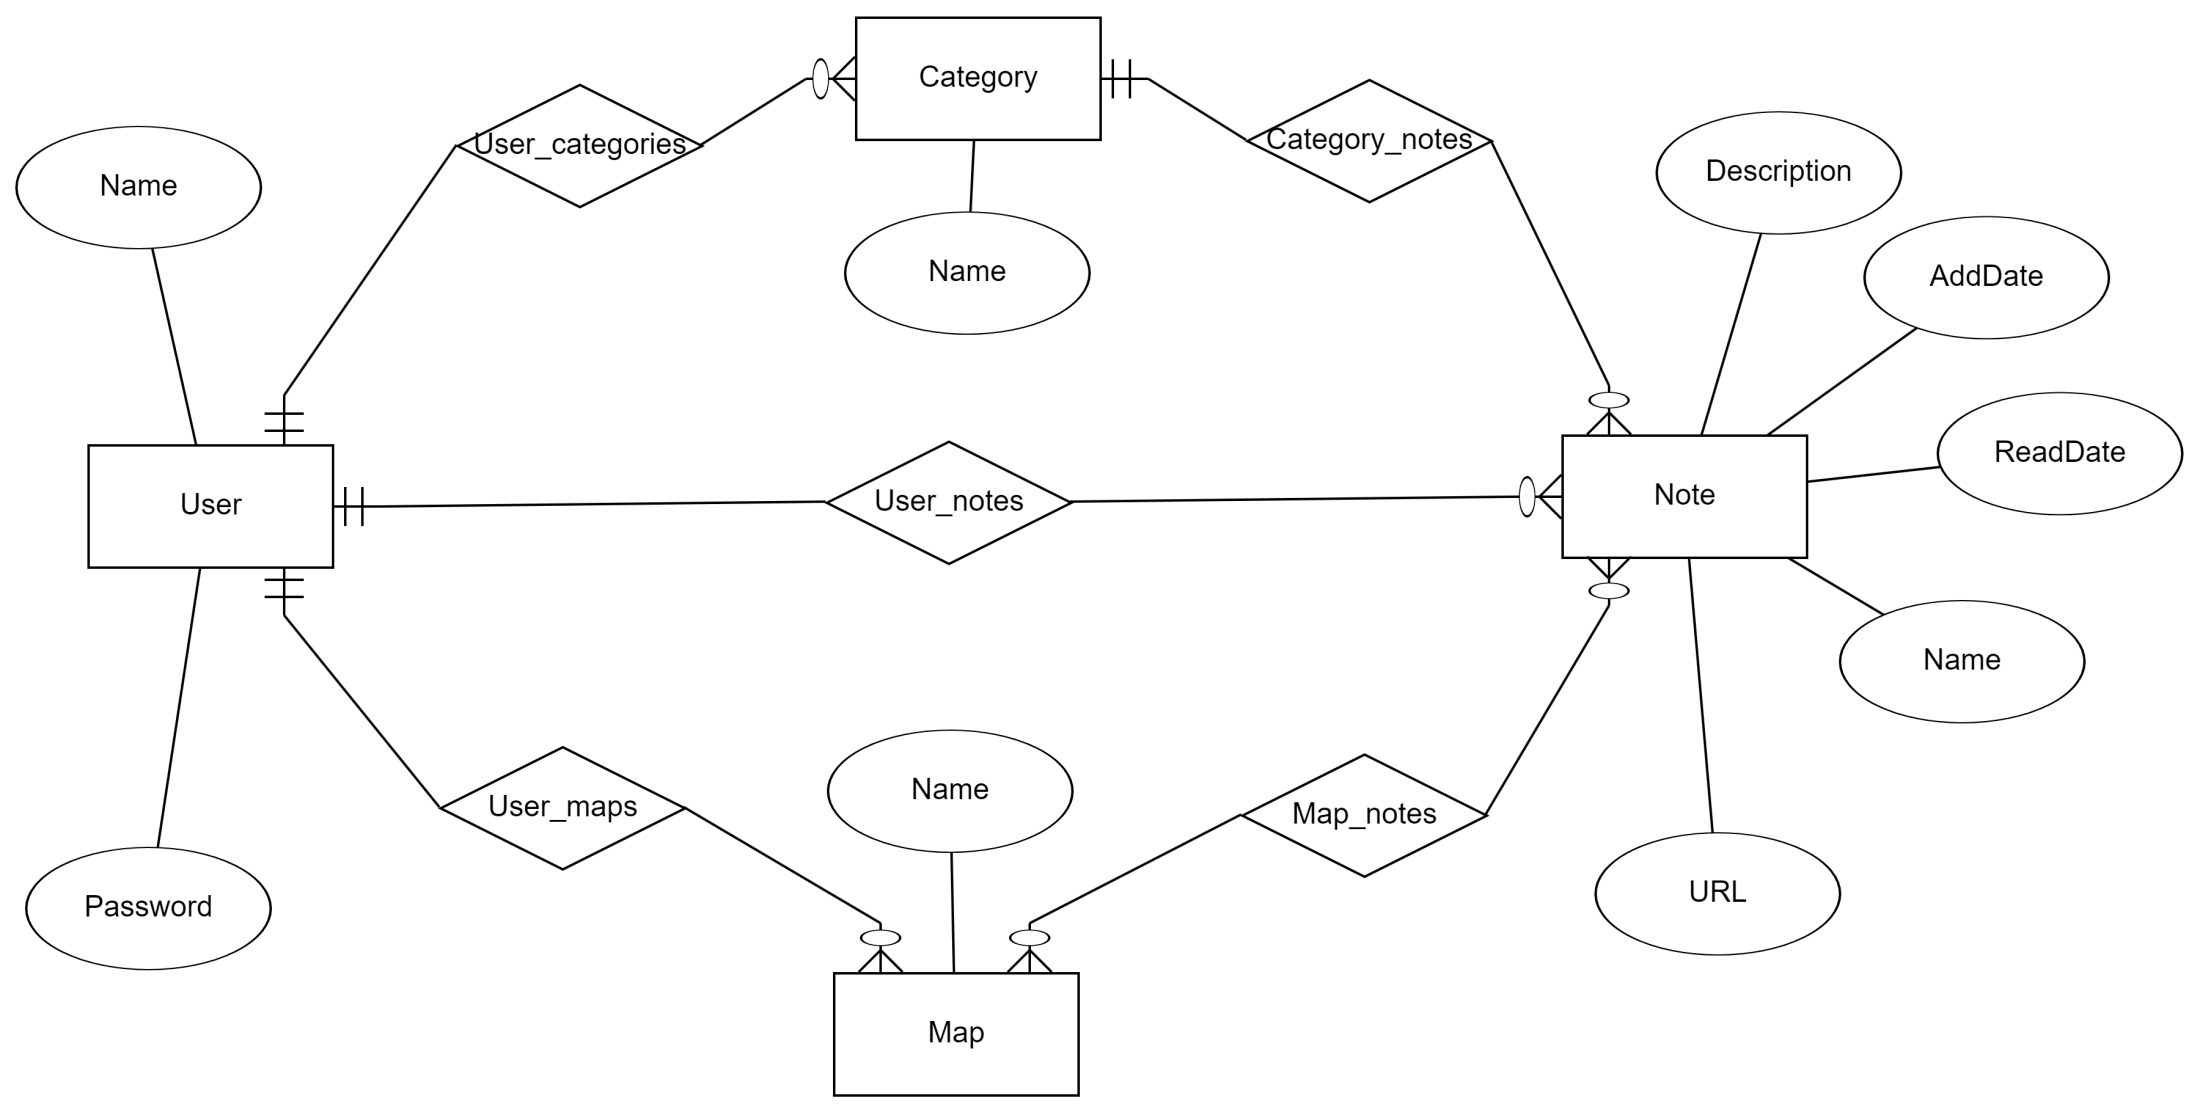 Category
User_categories
Category_notes
Description
Name
Name
AddDate
ReadDate
User
User_notes
Note
Name
Name
User_maps
Map_notes
URL
Password
Map